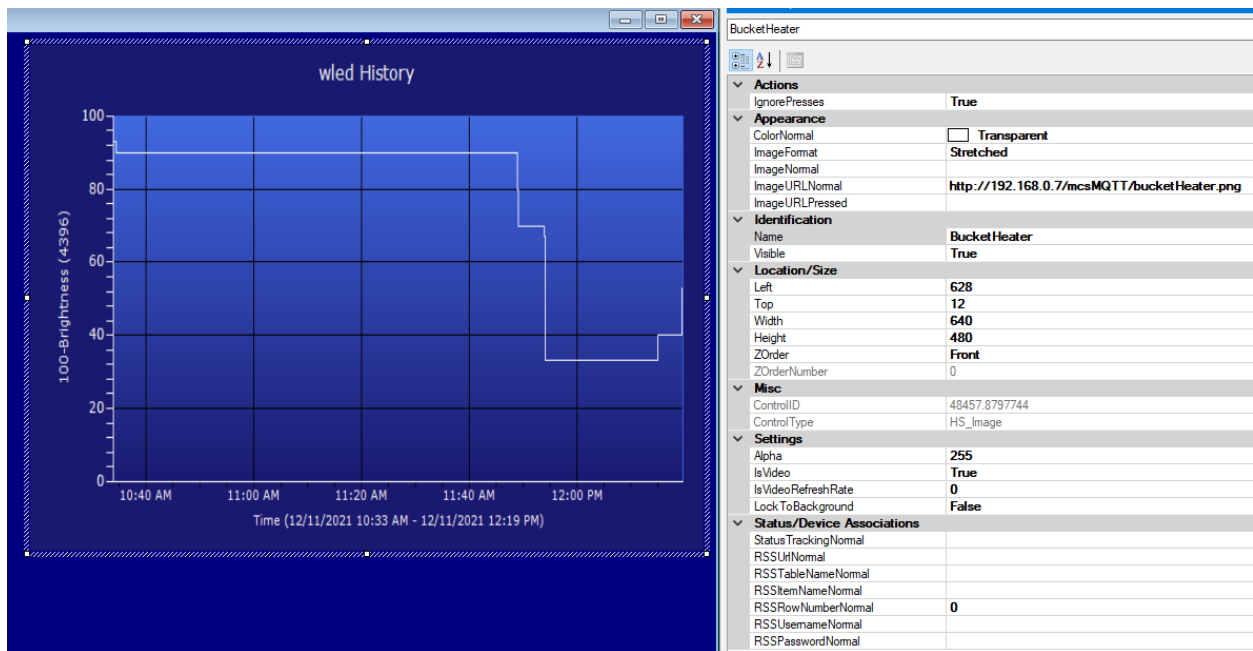 wled History
100
80
60
40
20
0
100-Brightness (4396)
10:40 AM 11:00 AM 11:20 AM 11:40 AM 12:00 PM
Time (12/11/2021 10:33 AM - 12/11/2021 12:19 PM)
BucketHeater
Actions
IgnorePresses True
Appearance
ColorNormal Transparent
ImageFormat Stretched
ImageNormal
ImageURLNormal http://192.168.0.7/mcsMQTT/bucketHeater.png
ImageURLPressed
Identification
Name BucketHeater
Visible True
Location/Size
Left 628
Top 12
Width 640
Height 480
ZOrder Front
ZOrderNumber 0
Misc
ControlID 48457.8797744
ControlType HS_Image
Settings
Alpha 255
IsVideo True
IsVideoRefreshRate 0
LockToBackground False
Status/Device Associations
StatusTrackingNormal
RSSUrlNormal
RSSTableNameNormal
RSSItemNameNormal
RSSRowNumberNormal 0
RSSUsernameNormal
RSSPasswordNormal